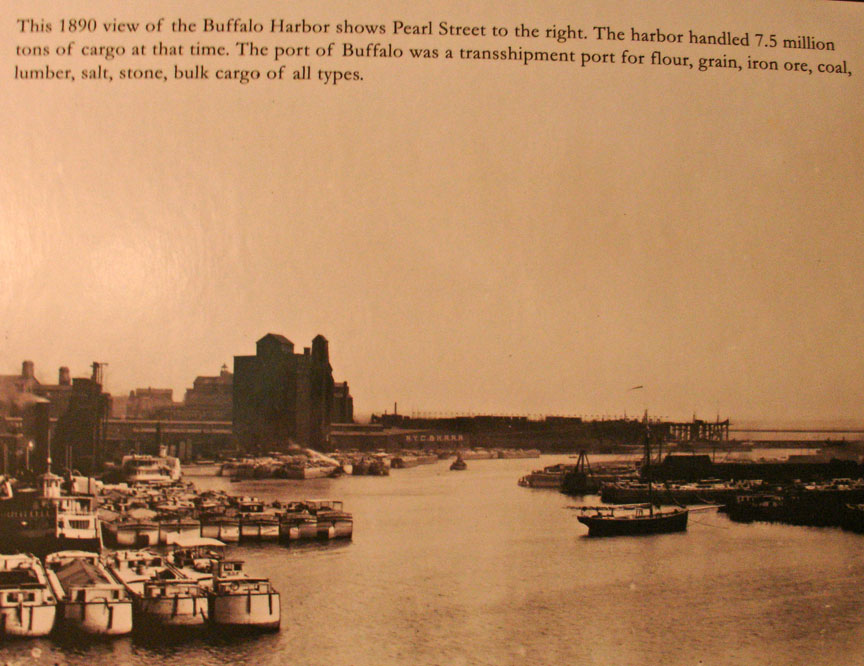 This 1890 view of the Buffalo Harbor shows Pearl Street to the right. The harbor handled 7.5 million
tons of cargo at that time. The port of Buffalo was a transshipment port for flour, grain, iron ore, coal,
lumber, salt, stone, bulk cargo of all types.
N.Y.C. & H.R.R.R.